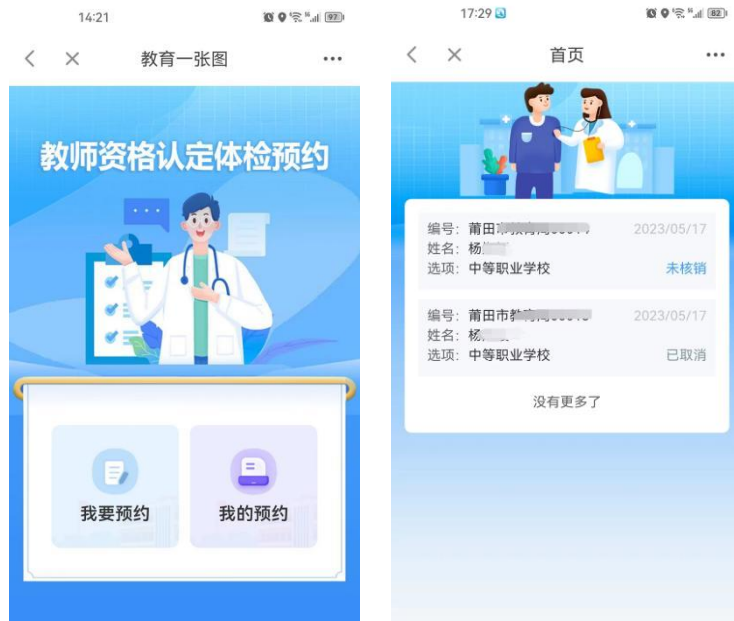 14:21
97
教育一张图
教师资格认定体检预约
我要预约
我的预约
17:29
82
首页
编号：莆田 2023/05/17
姓名：杨
选项：中等职业学校 未核销
编号：莆田市教 2023/05/17
姓名：杨
选项：中等职业学校 已取消
没有更多了